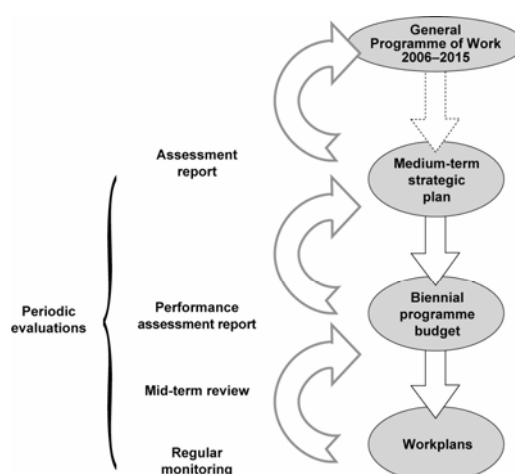 General
Programme of Work
2006–2015
Assessment
report
Medium-term
strategic
plan
Periodic
evaluations
Performance
assessment report
Biennial
programme
budget
Mid-term review
Regular
monitoring
Workplans